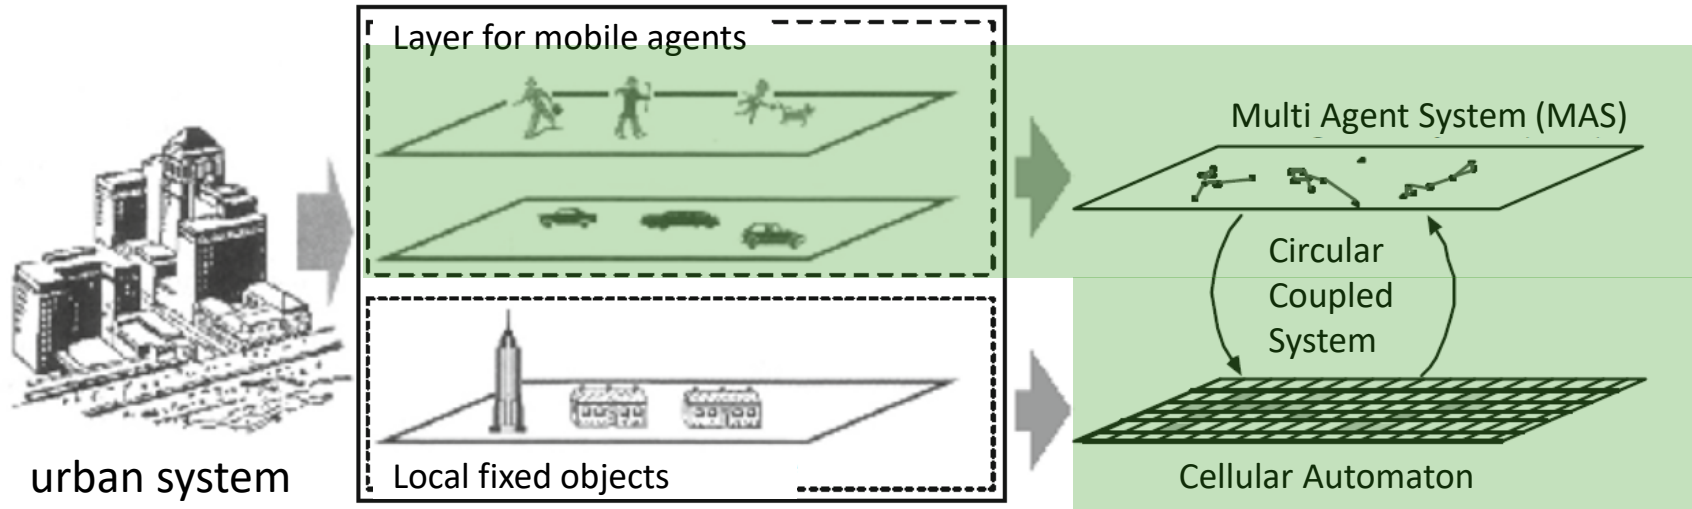 Layer for mobile agents
Multi Agent System (MAS)
Circular
Coupled
System
urban system
Local fixed objects
Cellular Automaton